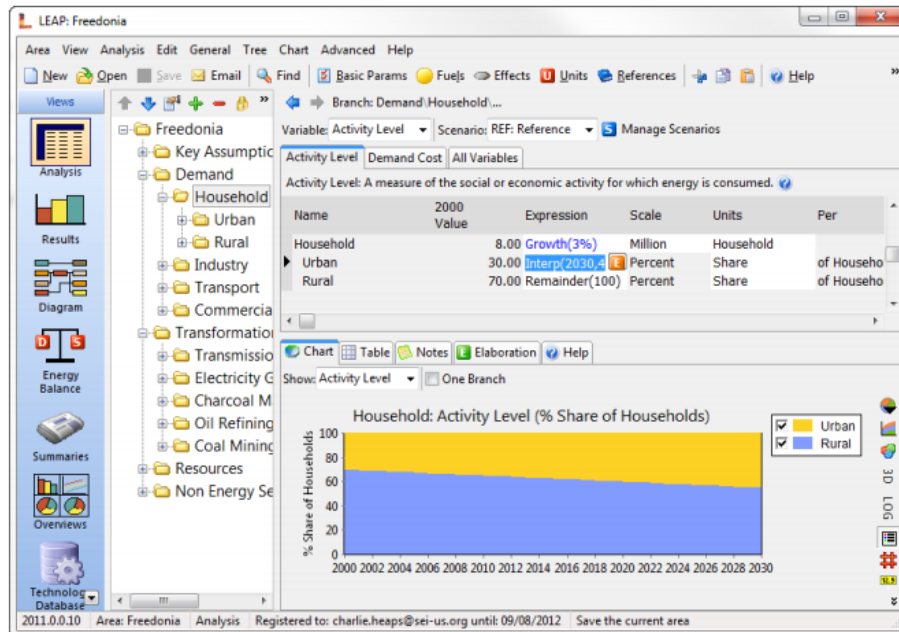 LEAP: Freedonia
Area View Analysis Edit General Tree Chart Advanced Help
New Open Save Email Find Basic Params Fuels Effects Units References Help
Views
Analysis
Results
Diagram
Energy
Balance
Summaries
Overviews
Technolog
Database
Freedonia
Key Assumptic
Demand
Household
Urban
Rural
Industry
Transport
Commercia
Transformatio
Transmissio
Electricity G
Charcoal M
Oil Refining
Coal Mining
Resources
Non Energy Se
Branch: Demand\Household\...
Variable: Activity Level Scenario: REF: Reference S Manage Scenarios
Activity Level Demand Cost All Variables
Activity Level: A measure of the social or economic activity for which energy is consumed.
Name 2000 Value Expression Scale Units Per
Household 8.00 Growth(3%) Million Household
Urban 30.00 Interp(2030,4 E Percent Share of Househo
Rural 70.00 Remainder(100) Percent Share of Househo
Chart Table Notes Elaboration Help
Show: Activity Level One Branch
Household: Activity Level (% Share of Households)
% Share of Households
100
80
60
40
20
0
2000 2002 2004 2006 2008 2010 2012 2014 2016 2018 2020 2022 2024 2026 2028 2030
Urban
Rural
3D
LOG
2011.0.0.10 Area: Freedonia Analysis Registered to: charlie.heaps@sei-us.org until: 09/08/2012 Save the current area